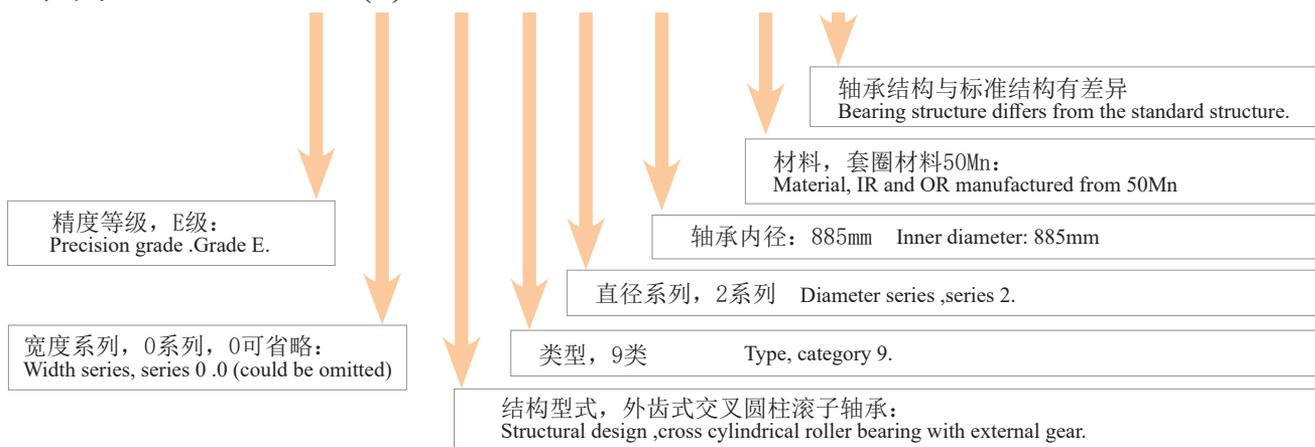 轴承结构与标准结构有差异
Bearing structure differs from the standard structure.
材料，套圈材料50Mn：
Material, IR and OR manufactured from 50Mn
精度等级，E级：
Precision grade .Grade E.
轴承内径：885mm Inner diameter: 885mm
直径系列，2系列 Diameter series ,series 2.
宽度系列，0系列，0可省略：
Width series, series 0 .0 (could be omitted)
类型，9类 Type, category 9.
结构型式，外齿式交叉圆柱滚子轴承：
Structural design ,cross cylindrical roller bearing with external gear.